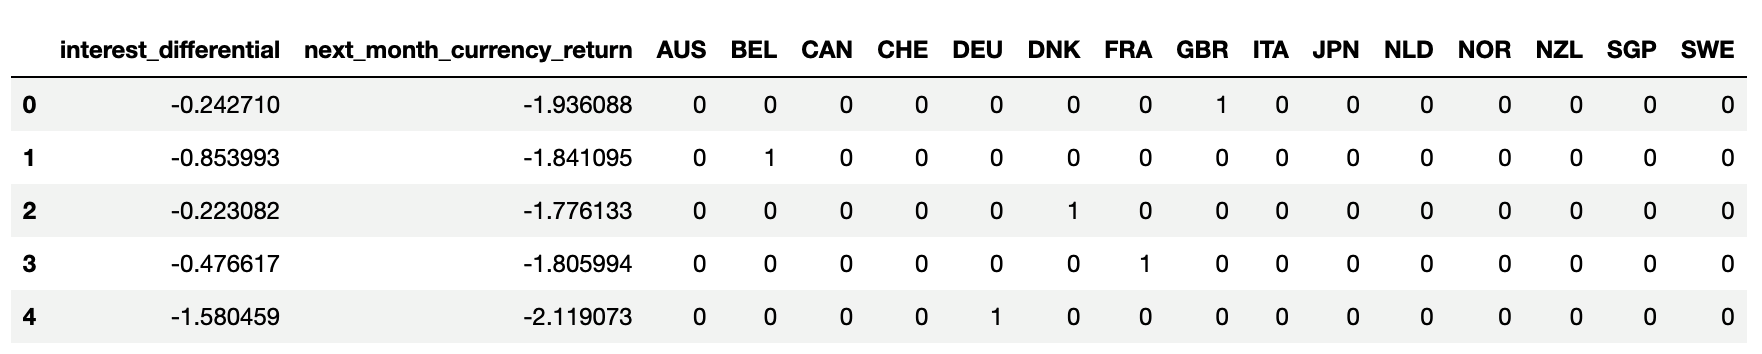 interest_differential next_month_currency_return AUS BEL CAN CHE DEU DNK FRA GBR ITA JPN NLD NOR NZL SGP SWE
0 -0.242710 -1.936088 0 0 0 0 0 0 0 1 0 0 0 0 0 0 0
1 -0.853993 -1.841095 0 1 0 0 0 0 0 0 0 0 0 0 0 0 0
2 -0.223082 -1.776133 0 0 0 0 0 1 0 0 0 0 0 0 0 0 0
3 -0.476617 -1.805994 0 0 0 0 0 0 1 0 0 0 0 0 0 0 0
4 -1.580459 -2.119073 0 0 0 0 1 0 0 0 0 0 0 0 0 0 0